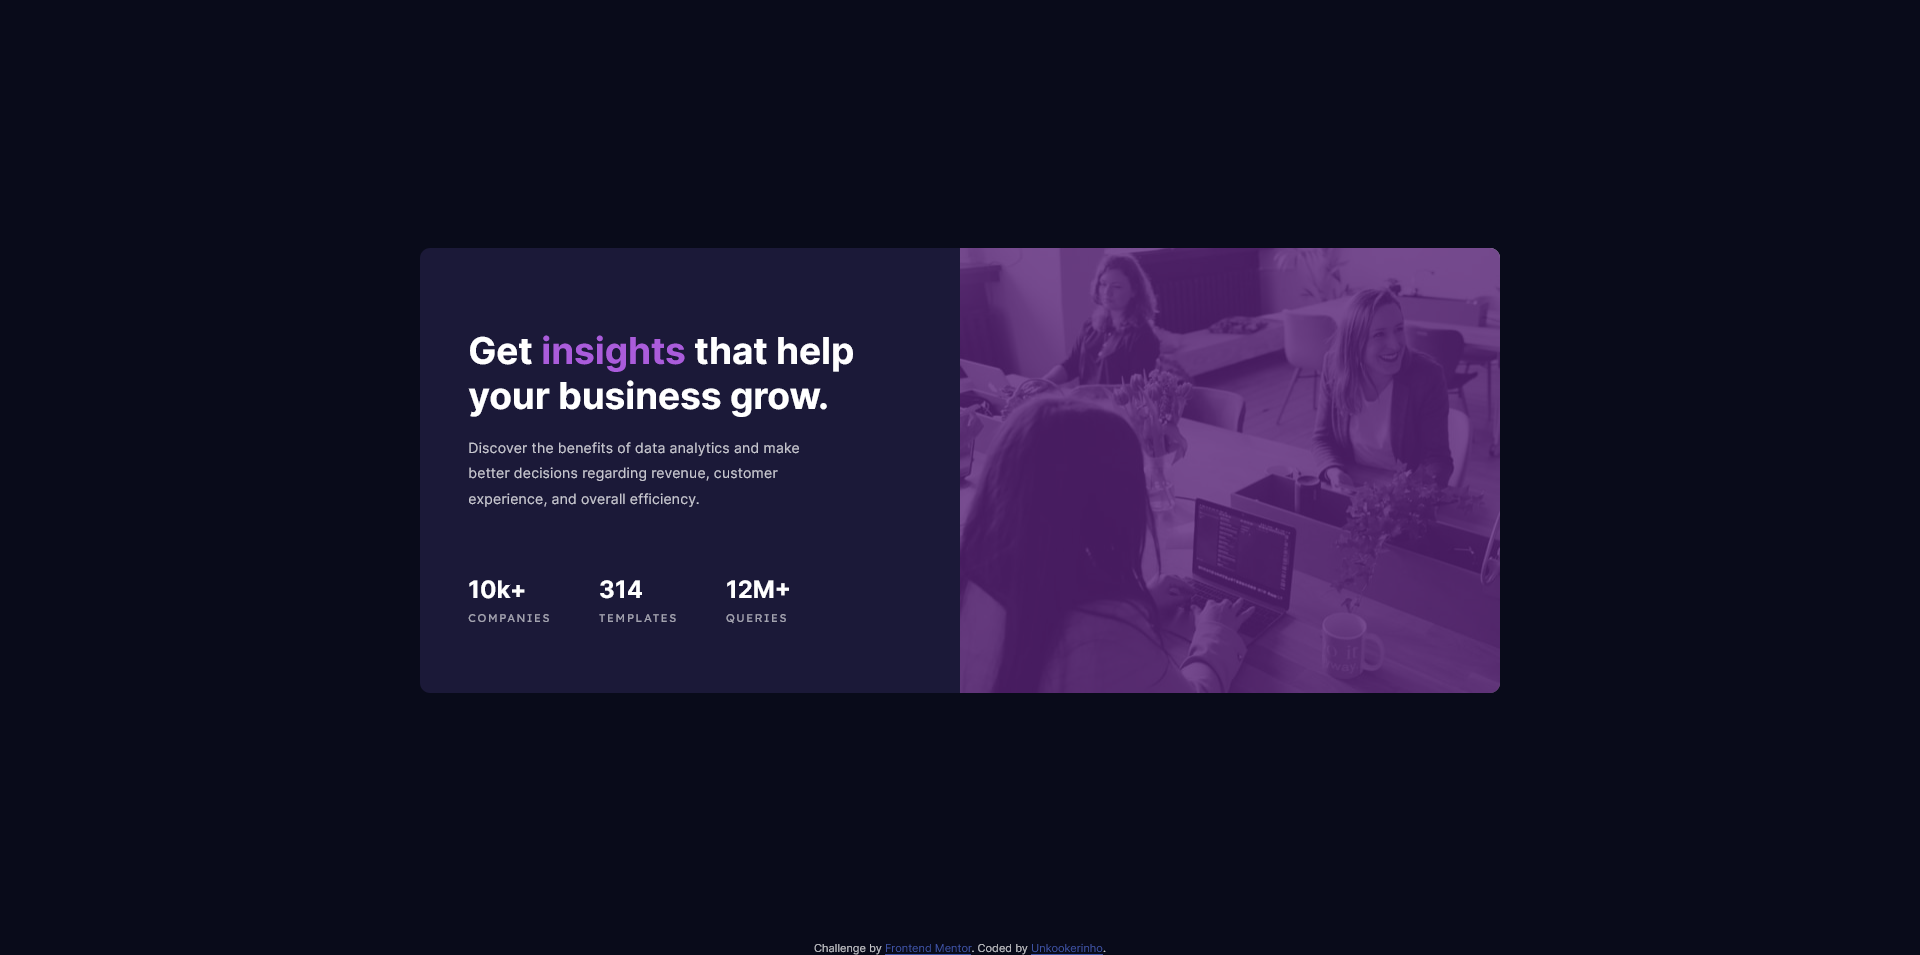 Get insights that help
your business grow.
Discover the benefits of data analytics and make
better decisions regarding revenue, customer
experience, and overall efficiency.
10k+ 314 12M+
COMPANIES TEMPLATES QUERIES
Challenge by Frontend Mentor. Coded by Unkookerinho.